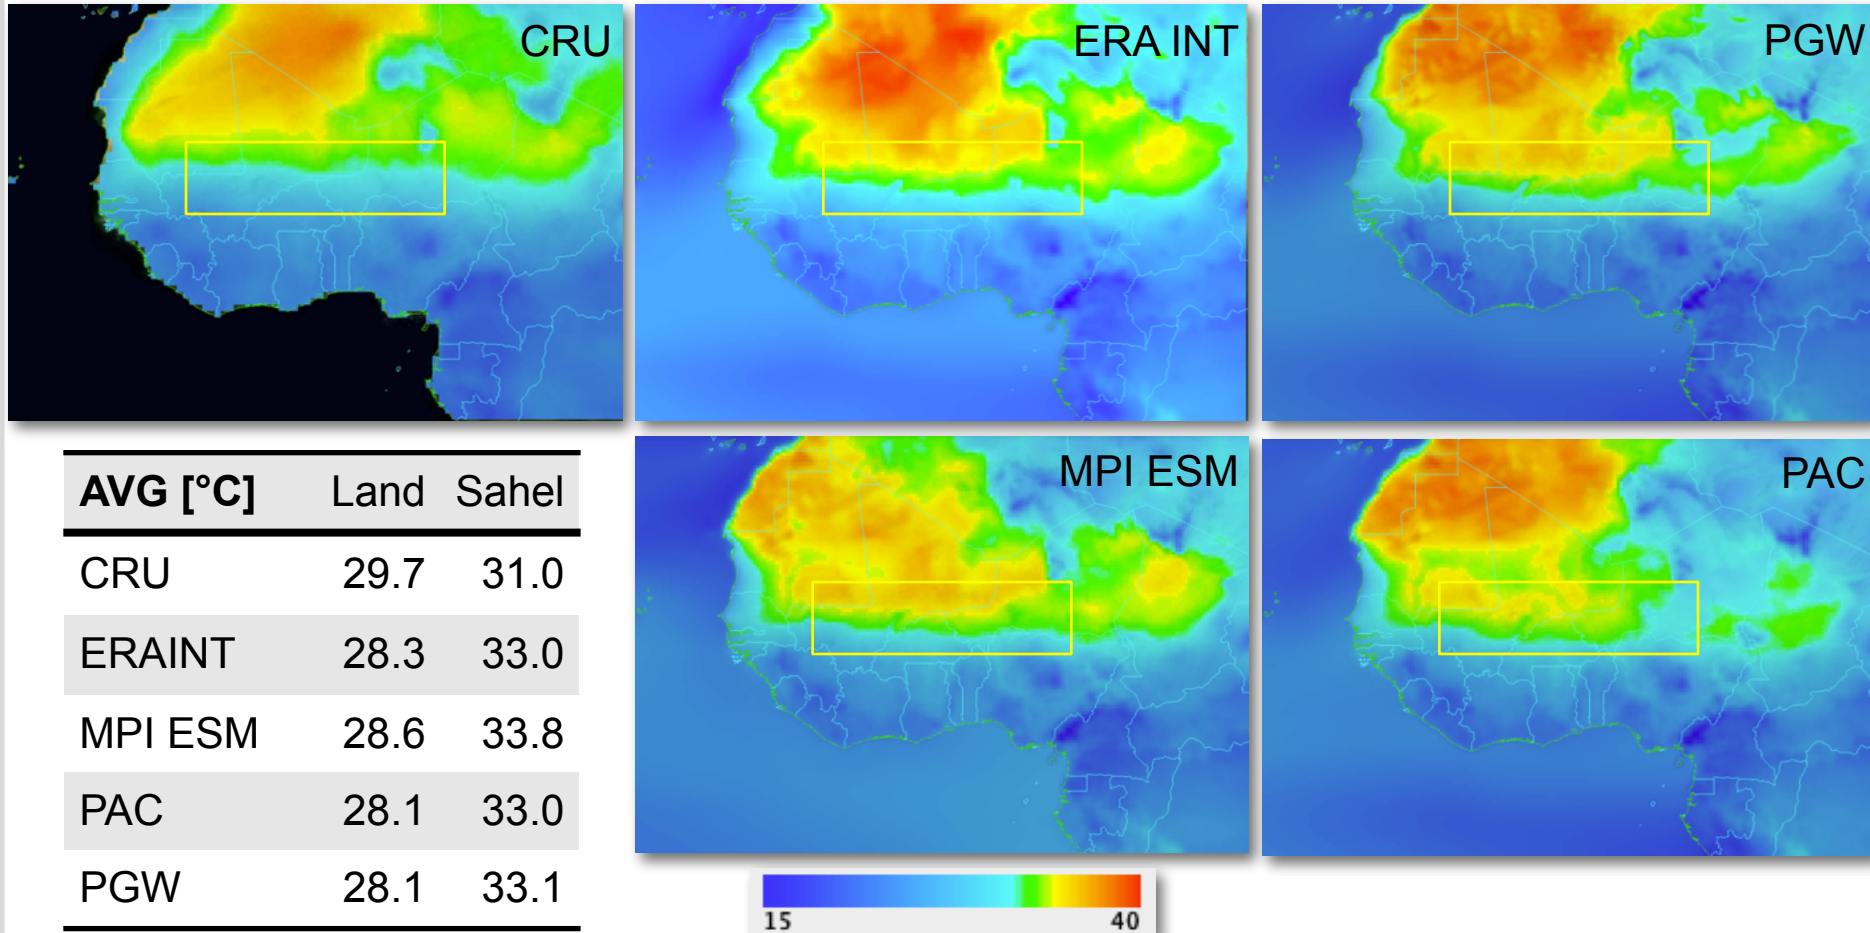 CRU
ERA INT
PGW
MPI ESM
PAC
AVG [°C] Land Sahel
CRU 29.7 31.0
ERAINT 28.3 33.0
MPI ESM 28.6 33.8
PAC 28.1 33.0
PGW 28.1 33.1
15 40